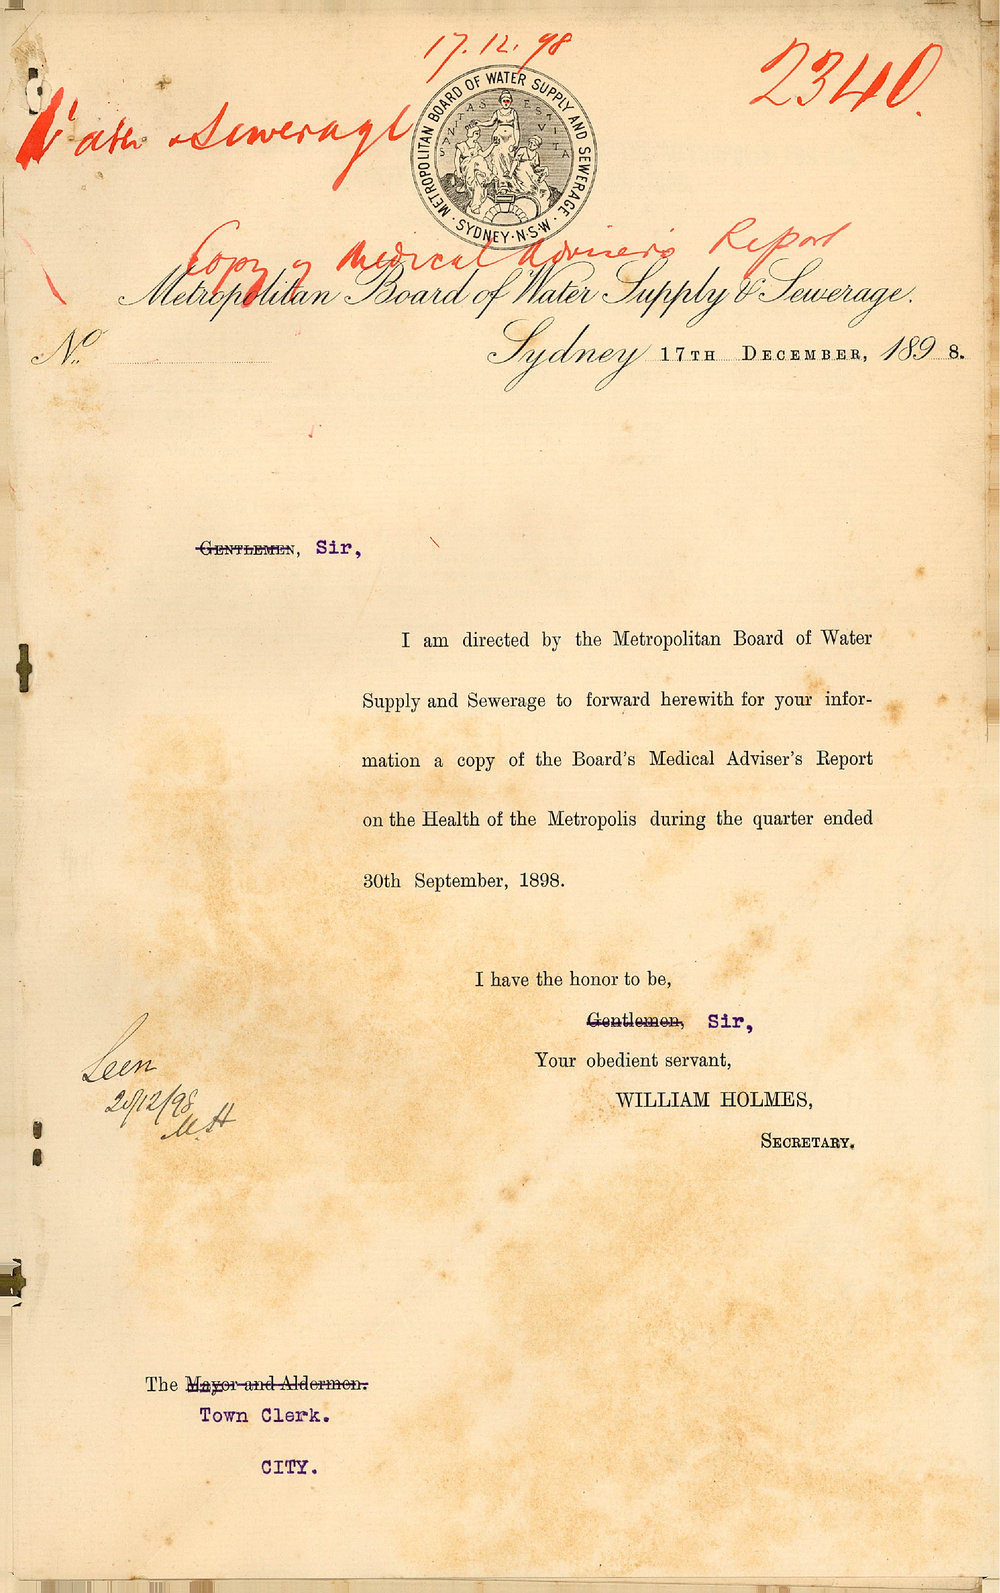 17.12.98
2340
Water & Sewerage
METROPOLITAN BOARD OF WATER SUPPLY AND SEWERAGE
SANITAS EST VITA
· SYDNEY · N·S·W ·
Copy of Medical Adviser's Report
Metropolitan Board of Water Supply & Sewerage.
No. Sydney 17TH DECEMBER, 1898.
GENTLEMEN, Sir,
I am directed by the Metropolitan Board of Water
Supply and Sewerage to forward herewith for your infor-
mation a copy of the Board's Medical Adviser's Report
on the Health of the Metropolis during the quarter ended
30th September, 1898.
I have the honor to be,
Gentlemen, Sir,
Your obedient servant,
WILLIAM HOLMES,
SECRETARY.
Seen
/12/98
The Mayor and Aldermen.
Town Clerk.
CITY.